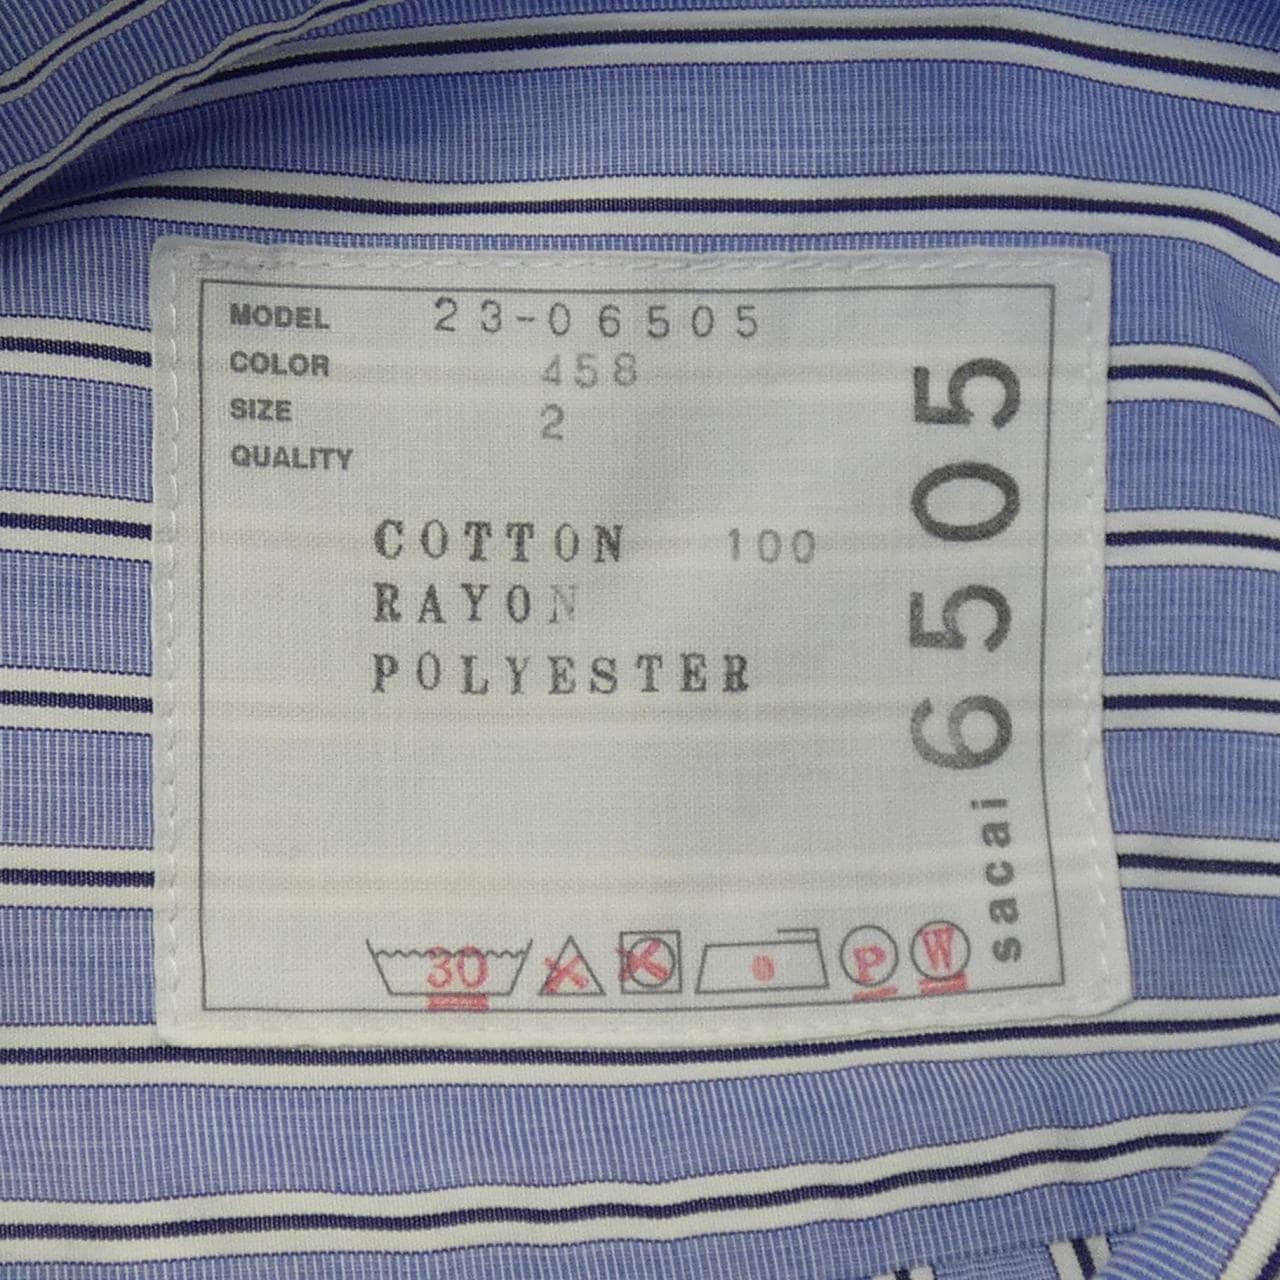 MODEL 23-06505
COLOR 458
SIZE 2
QUALITY
COTTON 100
RAYON
POLYESTER
30
P
W
sacai 6505